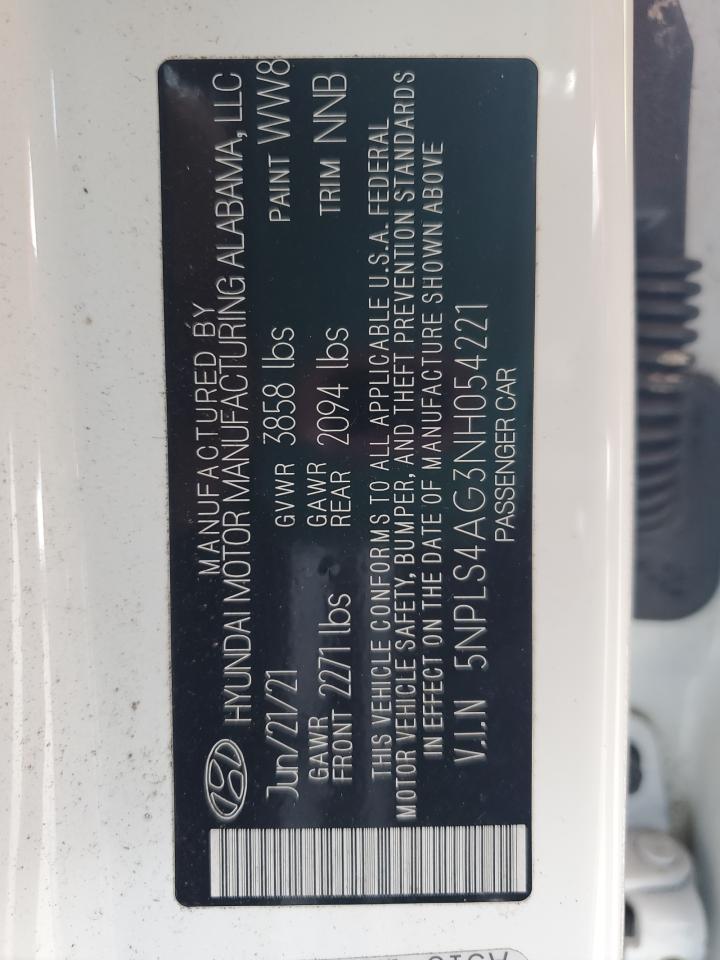 MANUFACTURED BY
HYUNDAI MOTOR MANUFACTURING ALABAMA, LLC
Jun/21/21 GVWR 3858 lbs PAINT WW8
GAWR FRONT 2271 lbs GAWR REAR 2094 lbs TRIM NNB
THIS VEHICLE CONFORMS TO ALL APPLICABLE U.S.A. FEDERAL
MOTOR VEHICLE SAFETY, BUMPER, AND THEFT PREVENTION STANDARDS
IN EFFECT ON THE DATE OF MANUFACTURE SHOWN ABOVE
V.I.N 5NPLS4AG3NH054221
PASSENGER CAR